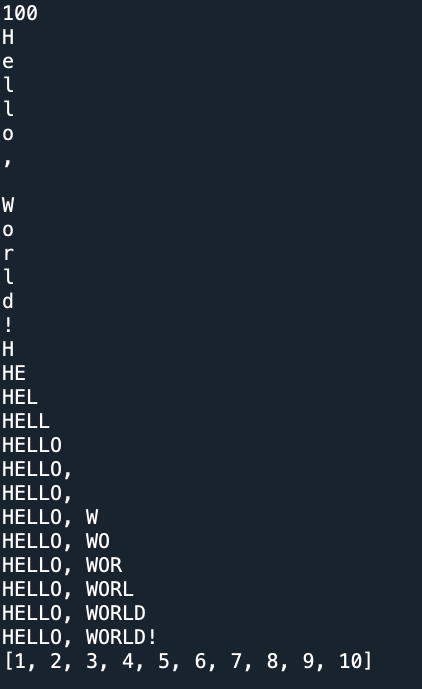 100
H
e
l
l
o
,

W
o
r
l
d
!
H
HE
HEL
HELL
HELLO
HELLO,
HELLO,
HELLO, W
HELLO, WO
HELLO, WOR
HELLO, WORL
HELLO, WORLD
HELLO, WORLD!
[1, 2, 3, 4, 5, 6, 7, 8, 9, 10]